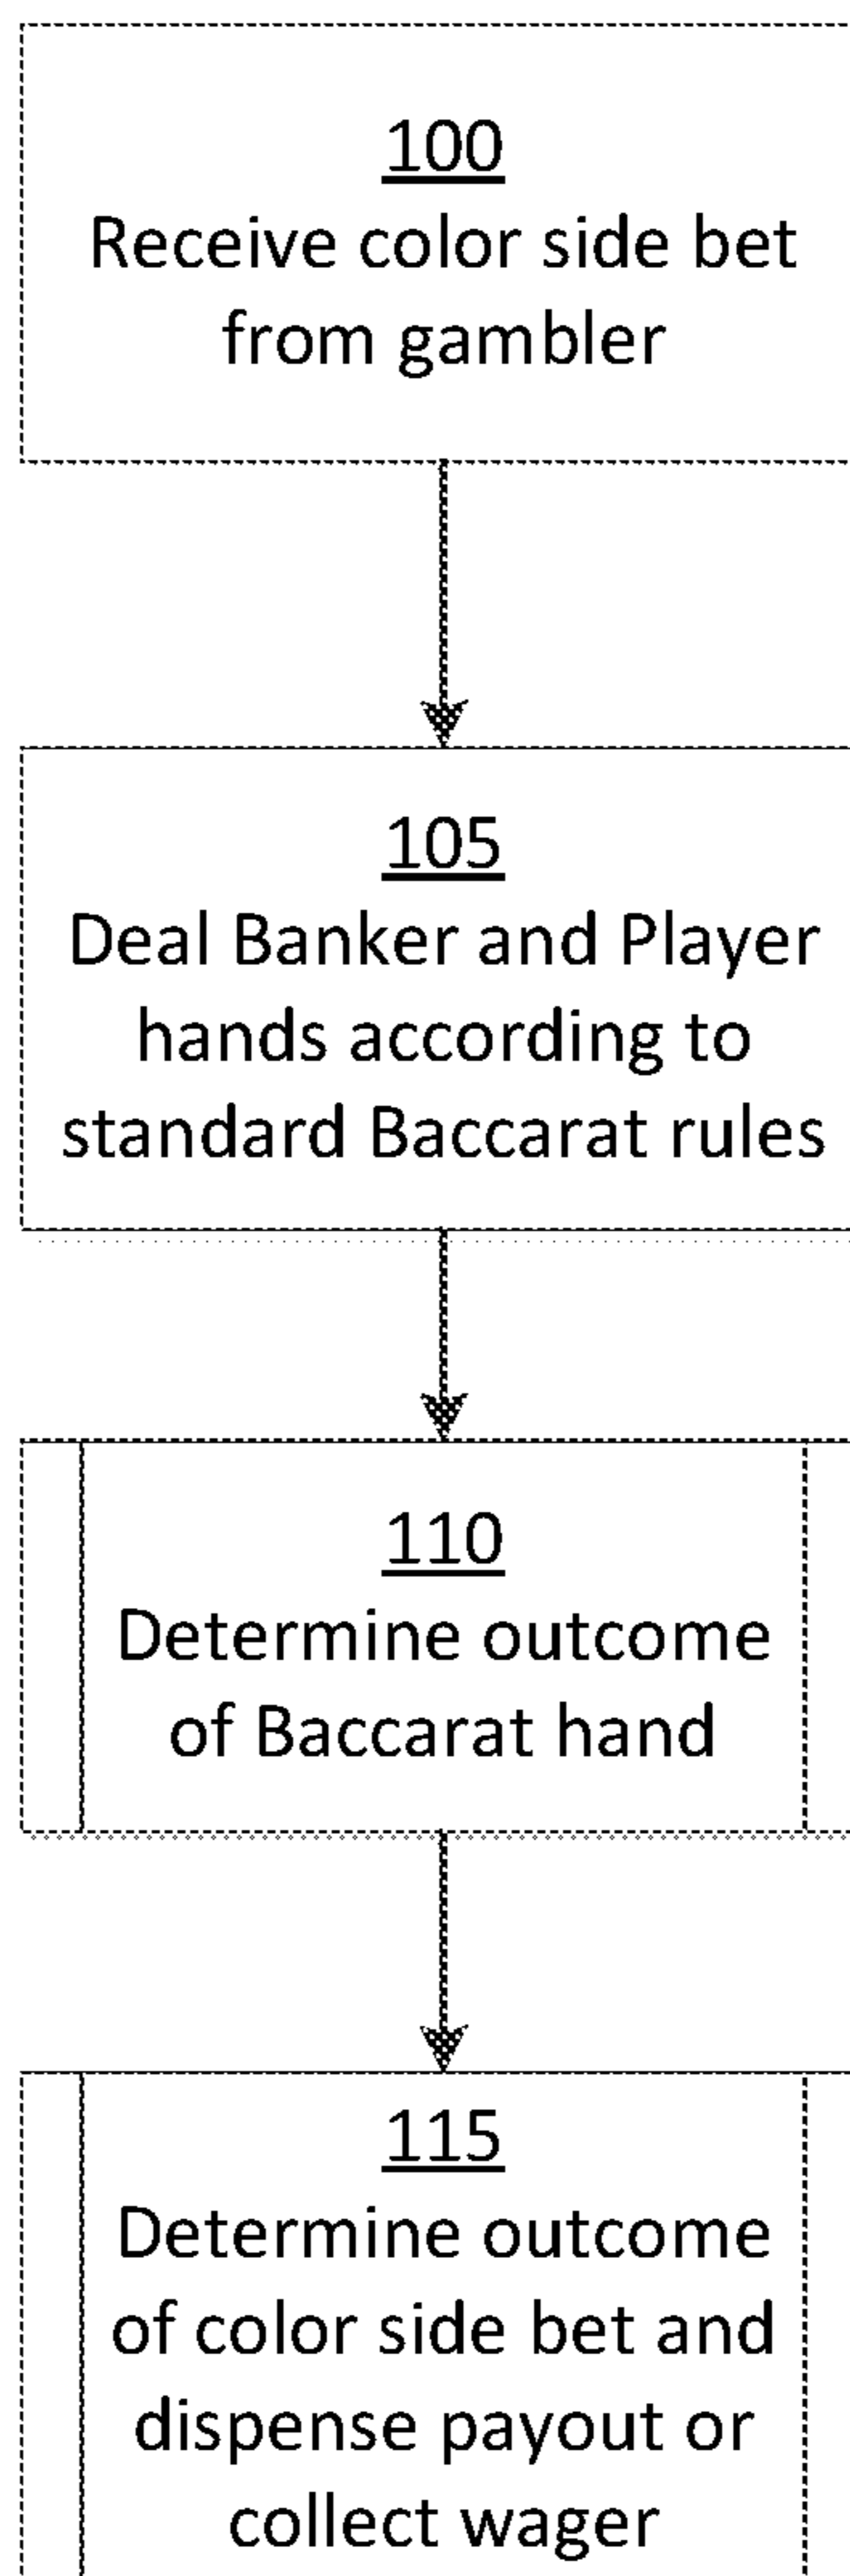 100
Receive color side bet
from gambler
105
Deal Banker and Player
hands according to
standard Baccarat rules
110
Determine outcome
of Baccarat hand
115
Determine outcome
of color side bet and
dispense payout or
collect wager